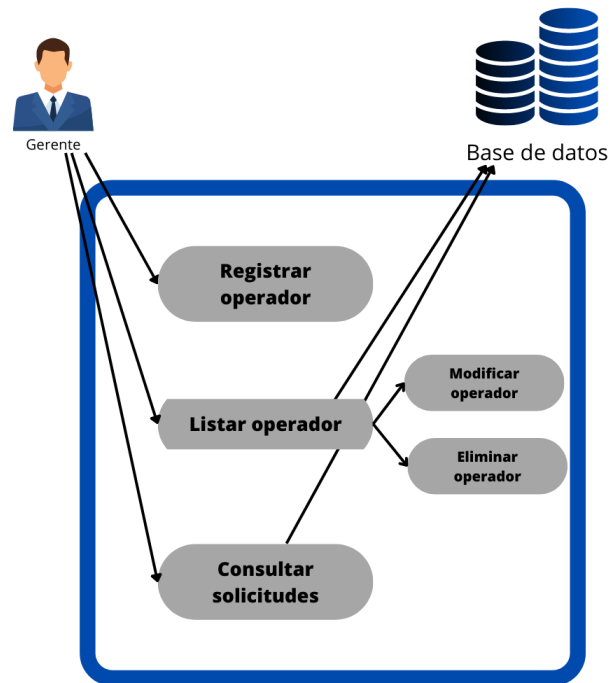 Gerente
Base de datos
Registrar
operador
Listar operador
Modificar
operador
Eliminar
operador
Consultar
solicitudes